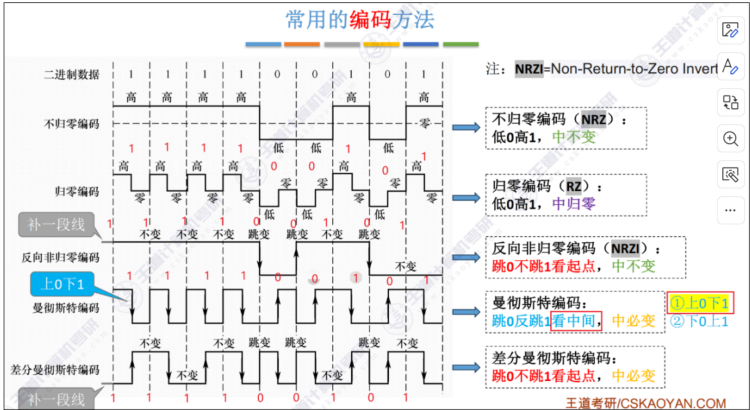 常用的编码方法
二进制数据 1 1 1 1 0 0 1 0 1
注：NRZI=Non-Return-to-Zero Invert
高 高 高 高 高 高
不归零编码 零
低 低 低
不归零编码（NRZ）：
低0高1，中不变
1 1 1 1 0 0 1 0 1
高 高 高 高 高 高
归零编码 零 零 零 零 零 零
低 低 低
归零编码（RZ）：
低0高1，中归零
补一段线
1 1 1 1 0 0 1 0 1
不变 不变 不变 跳变 跳变 不变 跳变
反向非归零编码 不变
反向非归零编码（NRZI）：
跳0不跳1看起点，中不变
上0下1
1 1 1 1 0 0 1 0 1
曼彻斯特编码
曼彻斯特编码：
跳0反跳1看中间，中必变
①上0下1
②下0上1
不变 不变 跳变 跳变 不变 跳变
差分曼彻斯特编码 不变 不变
差分曼彻斯特编码：
跳0不跳1看起点，中必变
补一段线
1 1 1 1 0 0 1 0 1
王道考研/CSKAOYAN.COM